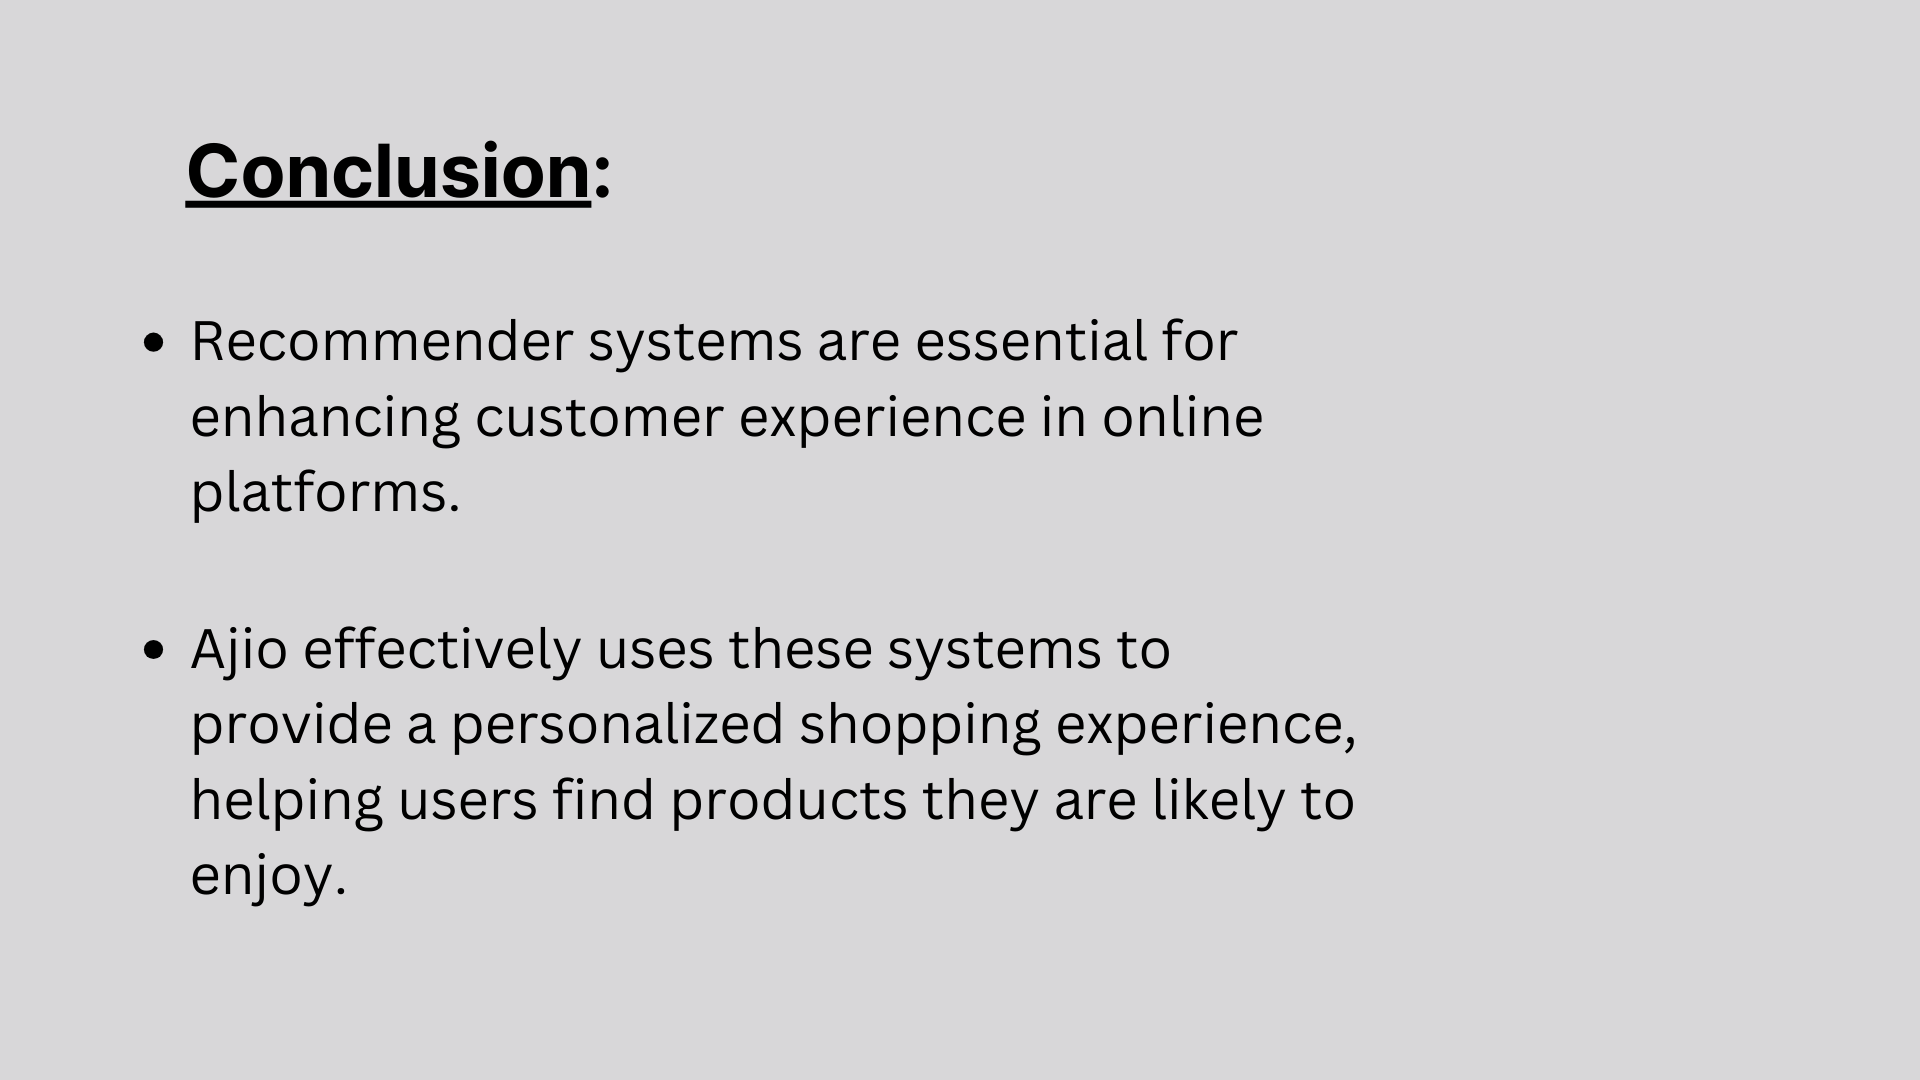 Conclusion:
• Recommender systems are essential for
enhancing customer experience in online
platforms.
• Ajio effectively uses these systems to
provide a personalized shopping experience,
helping users find products they are likely to
enjoy.